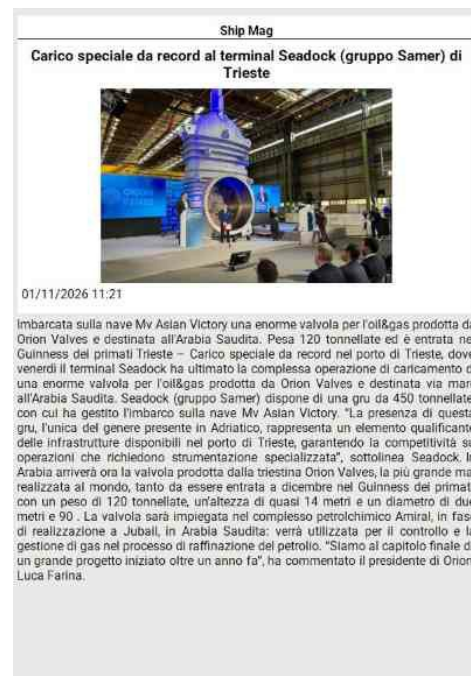 Ship Mag
Carico speciale da record al terminal Seadock (gruppo Samer) di
Trieste
01/11/2026 11:21
Imbarcata sulla nave Mv Asian Victory una enorme valvola per l'oil&gas prodotta da
Orion Valves e destinata all'Arabia Saudita. Pesa 120 tonnellate ed è entrata ne
Guinness dei primati Trieste – Carico speciale da record nel porto di Trieste, dove
venerdì il terminal Seadock ha ultimato la complessa operazione di caricamento d
una enorme valvola per l'oil&gas prodotta da Orion Valves e destinata via mare
all'Arabia Saudita. Seadock (gruppo Samer) dispone di una gru da 450 tonnellate
con cui ha gestito l'imbarco sulla nave Mv Asian Victory. "La presenza di questa
gru, l'unica del genere presente in Adriatico, rappresenta un elemento qualificante
delle infrastrutture disponibili nel porto di Trieste, garantendo la competitività su
operazioni che richiedono strumentazione specializzata", sottolinea Seadock. In
Arabia arriverà ora la valvola prodotta dalla triestina Orion Valves, la più grande mai
realizzata al mondo, tanto da essere entrata a dicembre nel Guinness dei primati
con un peso di 120 tonnellate, un'altezza di quasi 14 metri e un diametro di due
metri e 90 . La valvola sarà impiegata nel complesso petrolchimico Amiral, in fase
di realizzazione a Jubail, in Arabia Saudita: verrà utilizzata per il controllo e la
gestione di gas nel processo di raffinazione del petrolio. "Siamo al capitolo finale di
un grande progetto iniziato oltre un anno fa", ha commentato il presidente di Orion
Luca Farina.